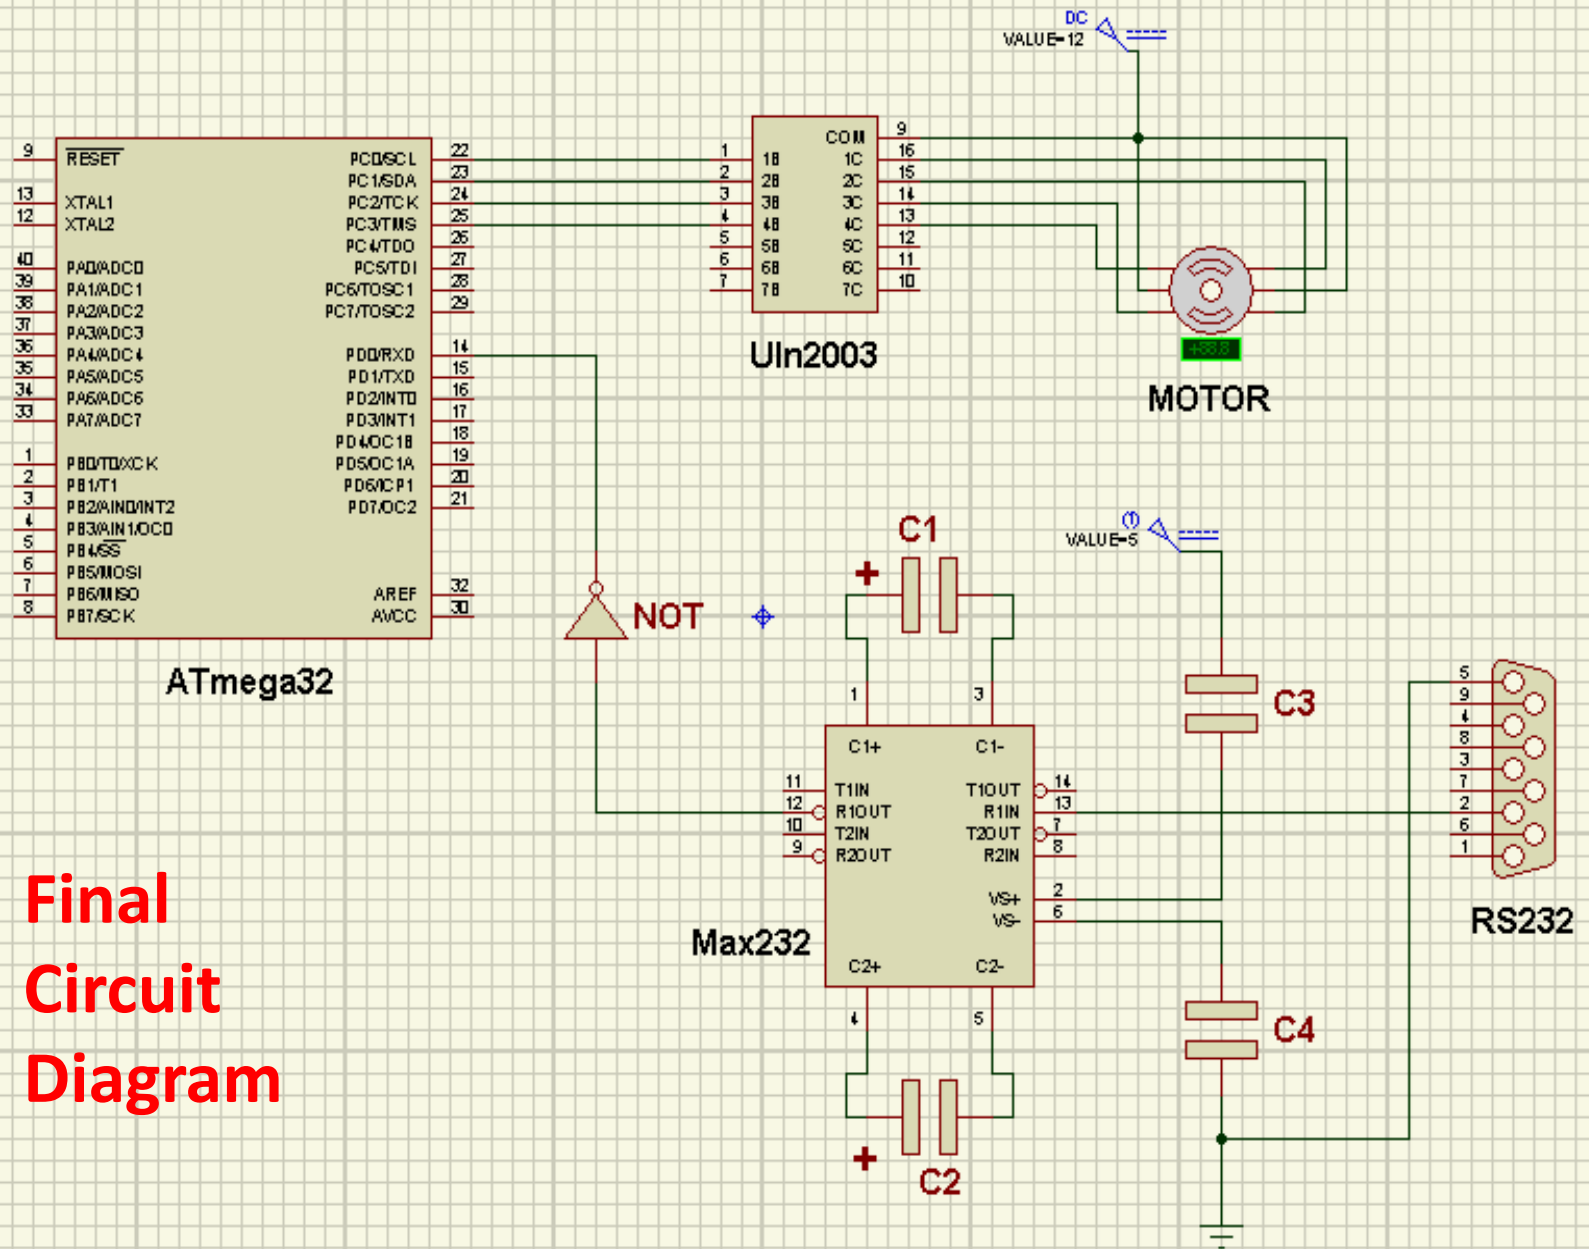 DC
VALUE=12
9 RESET
13 XTAL1
12 XTAL2
40 PA0/ADC0
39 PA1/ADC1
38 PA2/ADC2
37 PA3/ADC3
36 PA4/ADC4
35 PA5/ADC5
34 PA6/ADC6
33 PA7/ADC7
1 PB0/T0/XCK
2 PB1/T1
3 PB2/AIN0/INT2
4 PB3/AIN1/OC0
5 PB4/SS
6 PB5/MOSI
7 PB6/MISO
8 PB7/SCK
PC0/SCL 22
PC1/SDA 23
PC2/TCK 24
PC3/TMS 25
PC4/TDO 26
PC5/TDI 27
PC6/TOSC1 28
PC7/TOSC2 29
PD0/RXD 14
PD1/TXD 15
PD2/INT0 16
PD3/INT1 17
PD4/OC1B 18
PD5/OC1A 19
PD6/ICP1 20
PD7/OC2 21
AREF 32
AVCC 30
ATmega32
COM 9
1 1B 1C 16
2 2B 2C 15
3 3B 3C 14
4 4B 4C 13
5 5B 5C 12
6 6B 6C 11
7 7B 7C 10
Uln2003
+88.8
MOTOR
NOT
C1
+
VALUE=5
1 3
C1+ C1-
11 T1IN T1OUT 14
12 R1OUT R1IN 13
10 T2IN T2OUT 7
9 R2OUT R2IN 8
VS+ 2
VS- 6
C2+ C2-
4 5
Max232
+
C2
C3
C4
5
9
4
8
3
7
2
6
1
RS232
Final
Circuit
Diagram